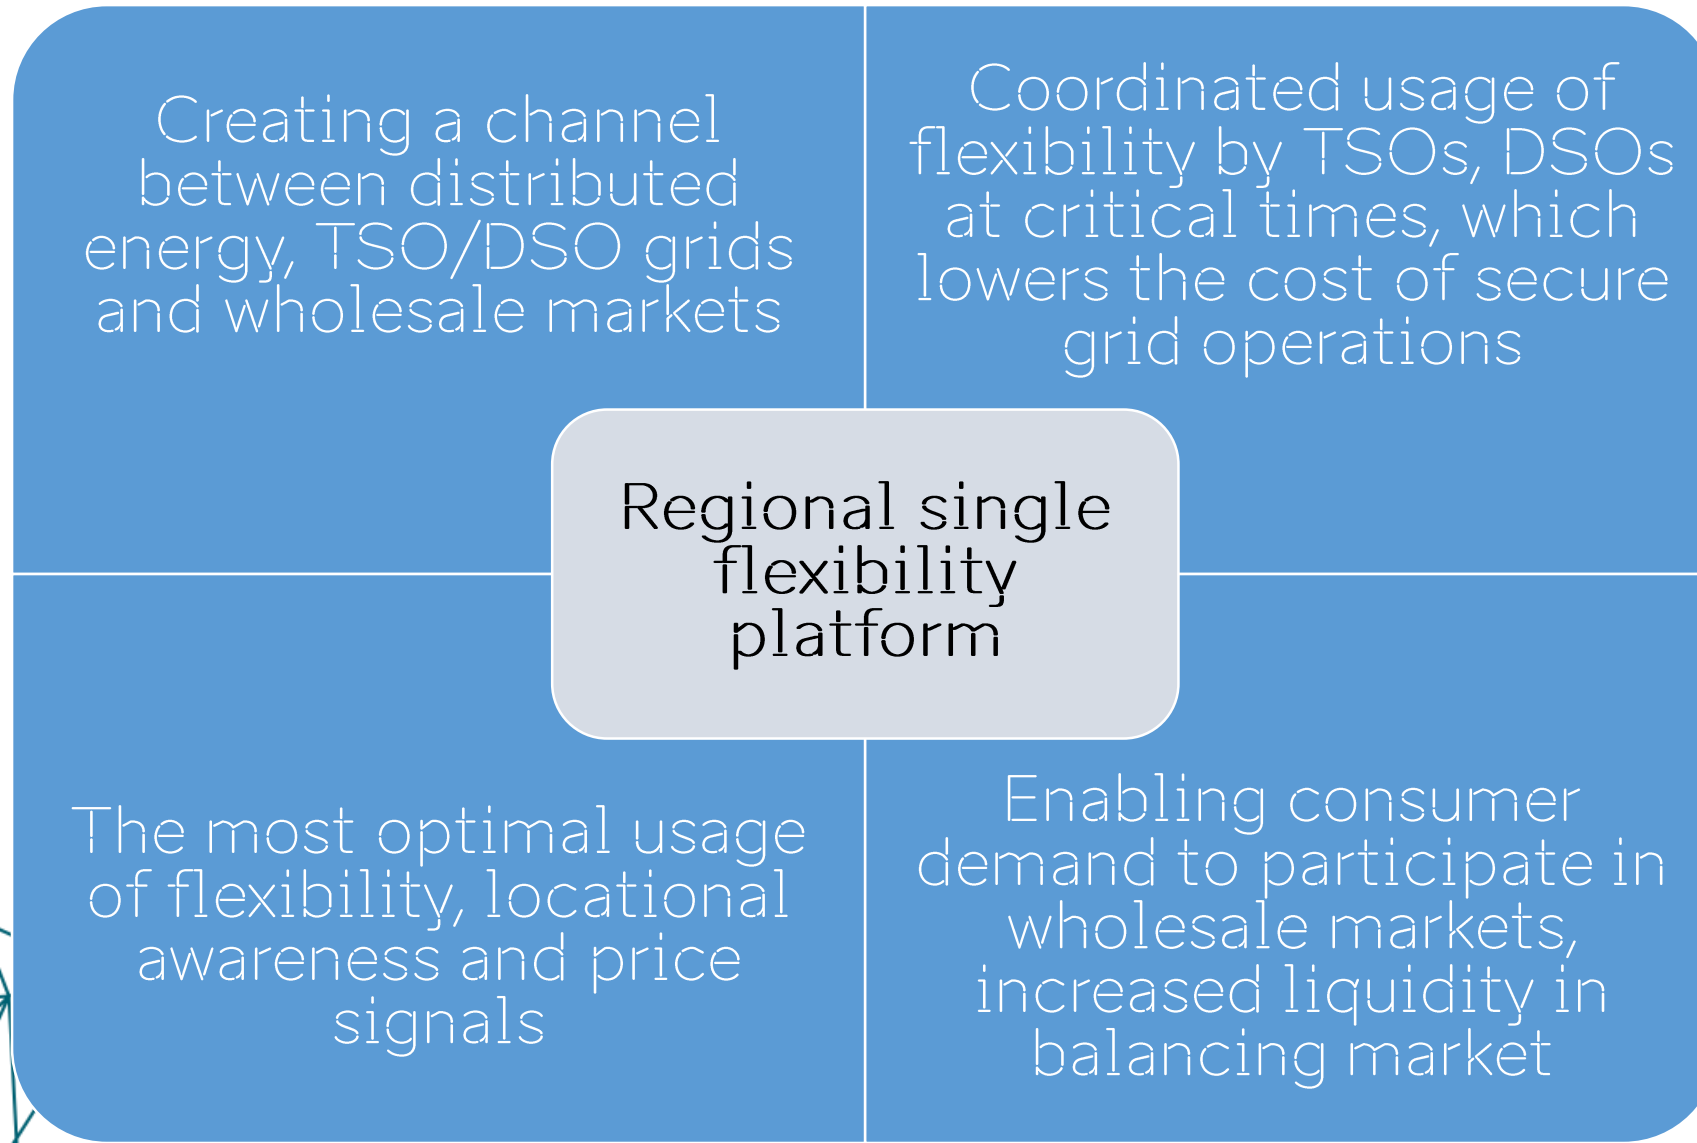 Creating a channel
between distributed
energy, TSO/DSO grids
and wholesale markets
Coordinated usage of
flexibility by TSOs, DSOs
at critical times, which
lowers the cost of secure
grid operations
Regional single
flexibility
platform
The most optimal usage
of flexibility, locational
awareness and price
signals
Enabling consumer
demand to participate in
wholesale markets,
increased liquidity in
balancing market